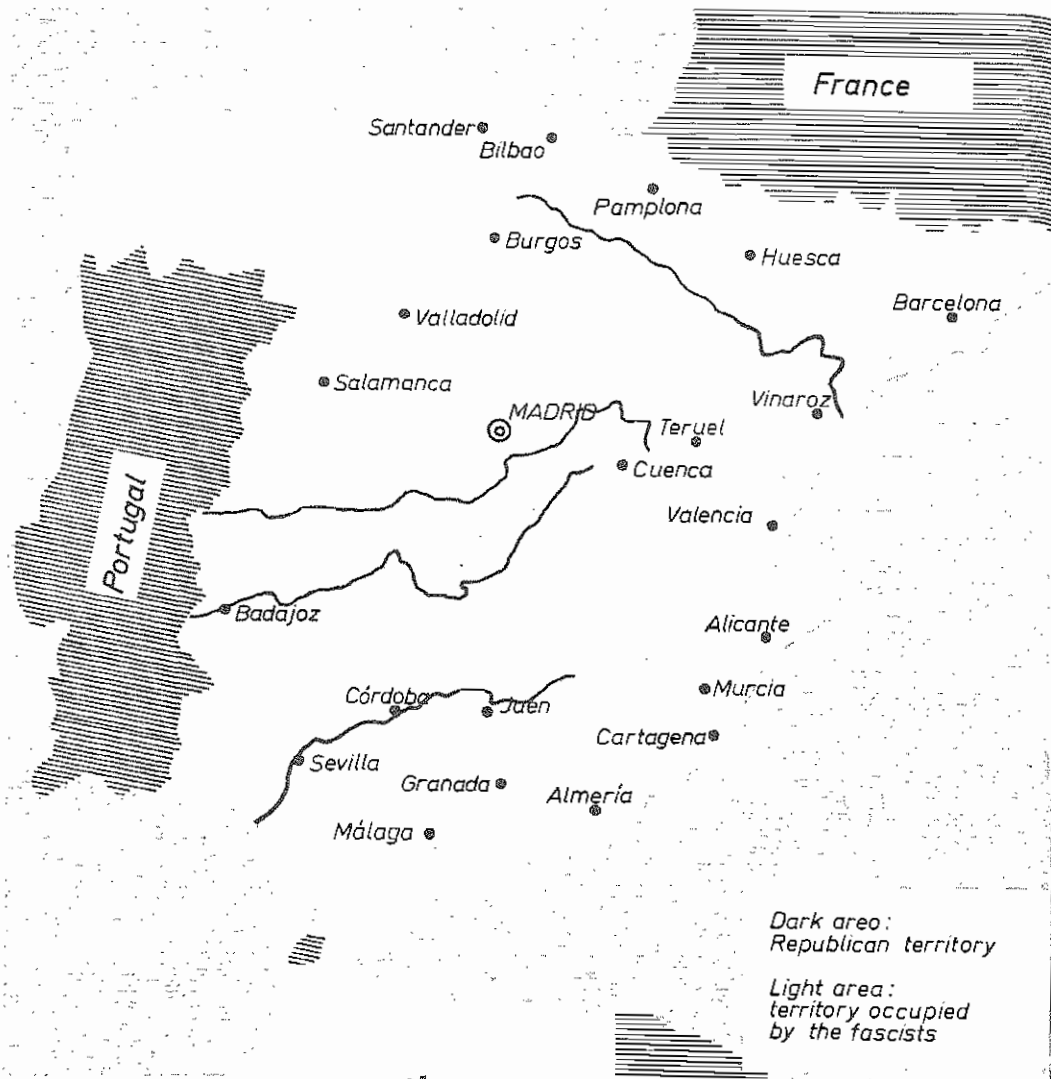 France
Santander
Bilbao
Pamplona
Burgos
Huesca
Barcelona
Valladolid
Salamanca
Vinaroz
MADRID
Teruel
Cuenca
Portugal
Valencia
Badajoz
Alicante
Córdoba
Jaén
Murcia
Cartagena
Sevilla
Granada
Almería
Málaga
Dark area:
Republican territory
Light area:
territory occupied
by the fascists